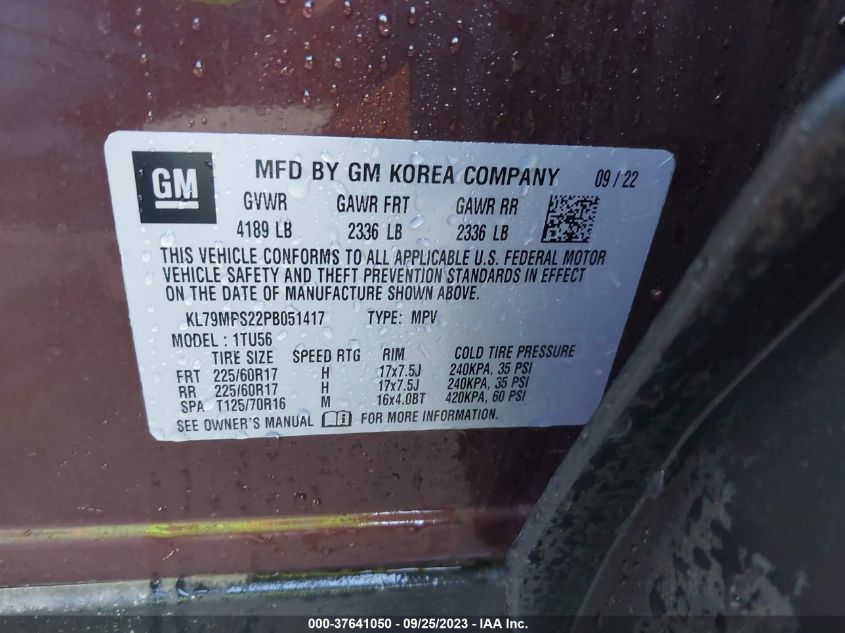 GM
MFD BY GM KOREA COMPANY 09 / 22
GVWR GAWR FRT GAWR RR
4189 LB 2336 LB 2336 LB
THIS VEHICLE CONFORMS TO ALL APPLICABLE U.S. FEDERAL MOTOR
VEHICLE SAFETY AND THEFT PREVENTION STANDARDS IN EFFECT
ON THE DATE OF MANUFACTURE SHOWN ABOVE.
KL79MPS22PB051417 TYPE: MPV
MODEL : 1TU56
TIRE SIZE SPEED RTG RIM COLD TIRE PRESSURE
FRT 225/60R17 H 17x7.5J 240KPA, 35 PSI
RR 225/60R17 H 17x7.5J 240KPA, 35 PSI
SPA T125/70R16 M 16x4.0BT 420KPA, 60 PSI
SEE OWNER'S MANUAL FOR MORE INFORMATION.
000-37641050 - 09/25/2023 - IAA Inc.